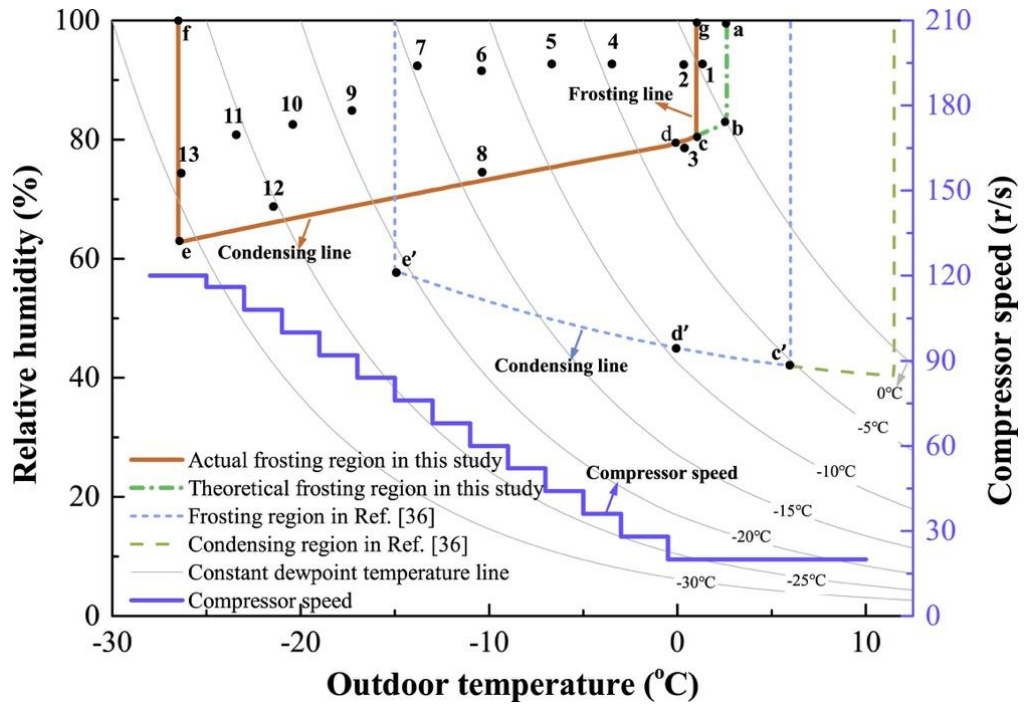 100
80
60
40
20
0
Relative humidity (%)
-30
-20
-10
0
10
Outdoor temperature (°C)
210
180
150
120
90
60
30
0
Compressor speed (r/s)
f
g
a
7
6
5
4
2
1
Frosting line
9
10
11
b
d
c
3
13
8
12
e
Condensing line
e'
d'
c'
Condensing line
0°C
-5°C
-10°C
-15°C
-20°C
-25°C
-30°C
Compressor speed
Actual frosting region in this study
Theoretical frosting region in this study
Frosting region in Ref. [36]
Condensing region in Ref. [36]
Constant dewpoint temperature line
Compressor speed